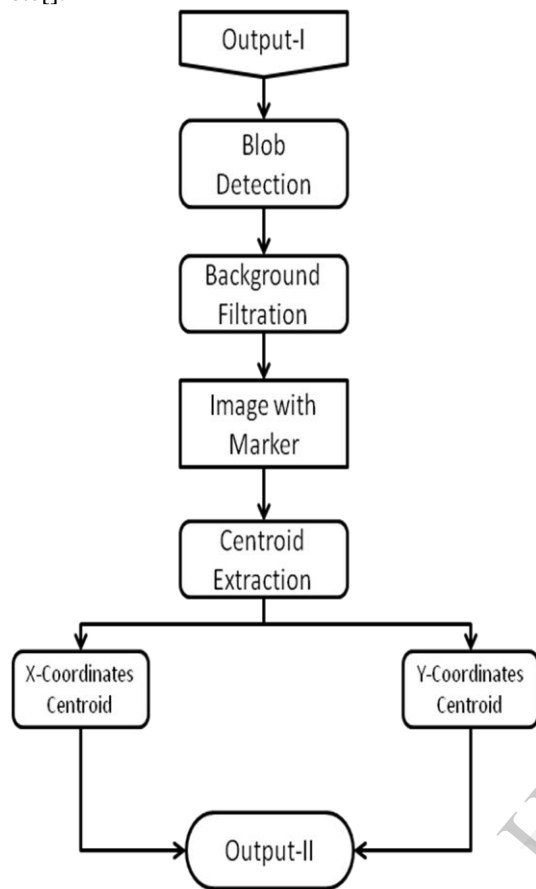 Output-I
Blob
Detection
Background
Filtration
Image with
Marker
Centroid
Extraction
X-Coordinates
Centroid
Y-Coordinates
Centroid
Output-II